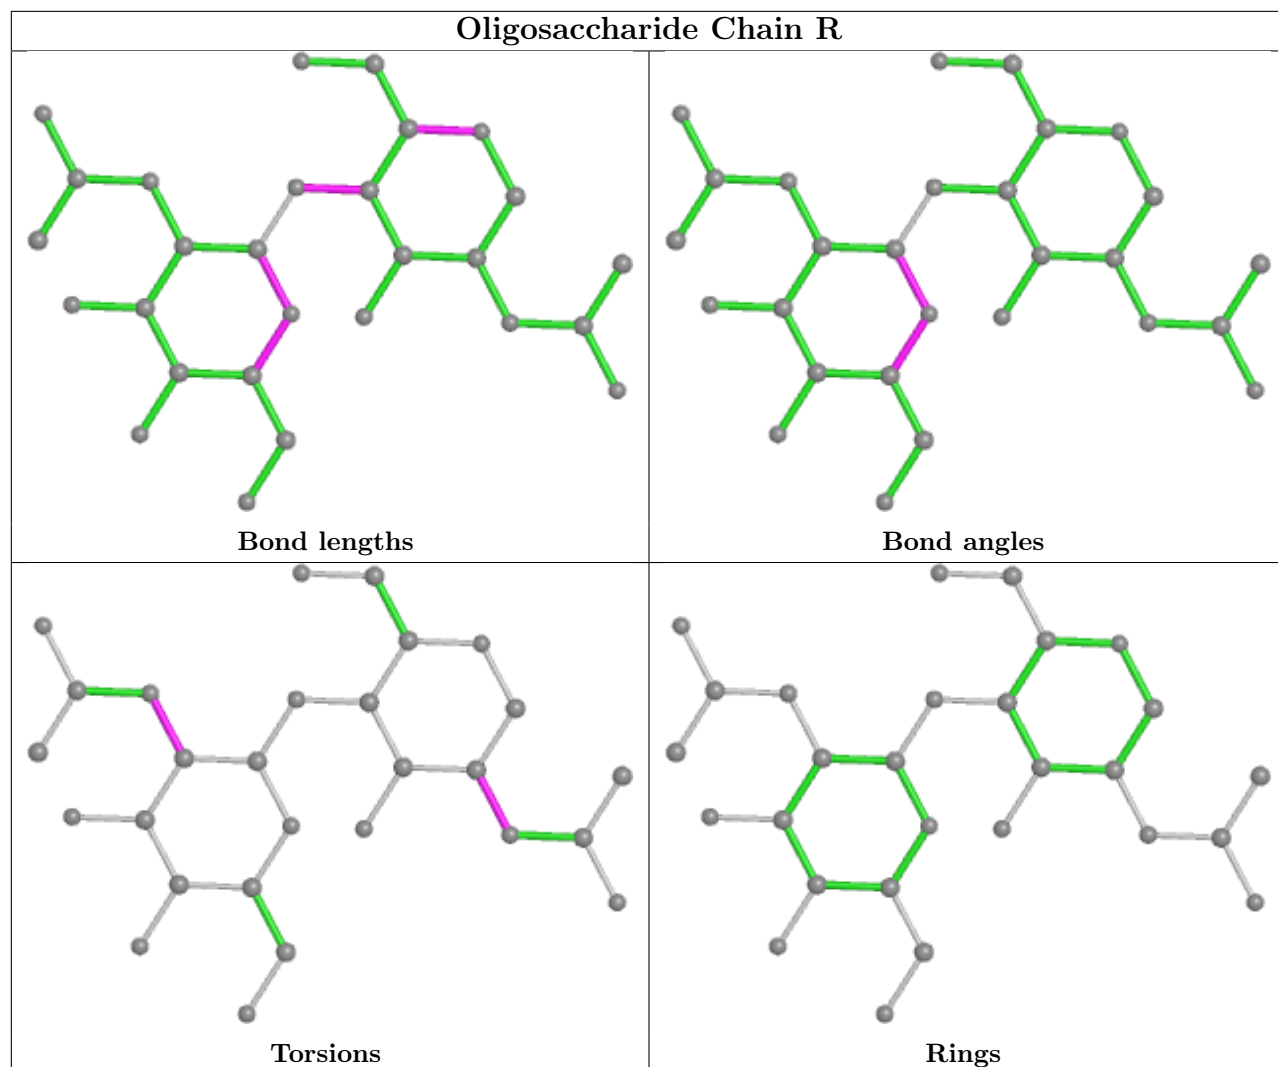 Oligosaccharide Chain R
Bond lengths
Bond angles
Torsions
Rings